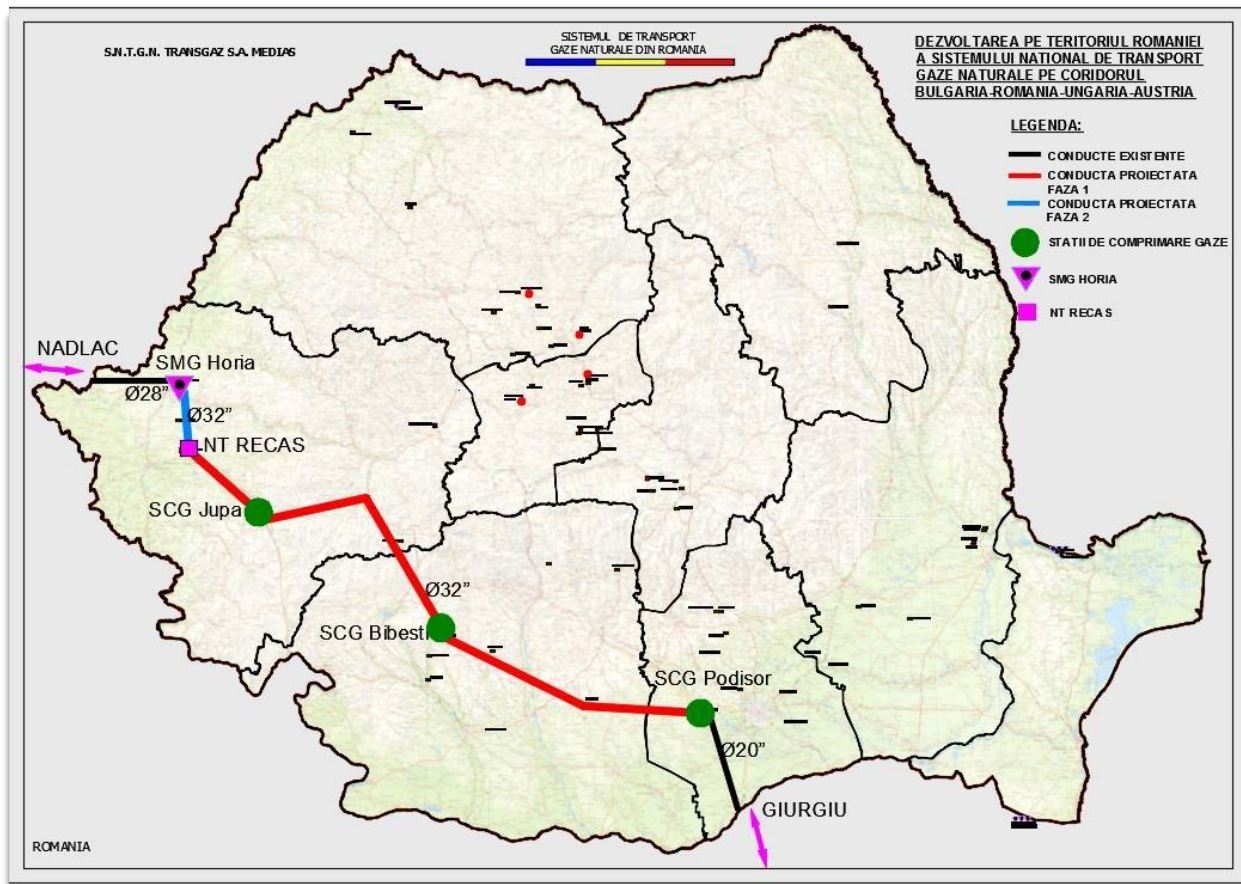 S.N.T.G.N. TRANSGAZ S.A. MEDIAS
SISTEMUL DE TRANSPORT
GAZE NATURALE DIN ROMANIA
DEZVOLTAREA PE TERITORIUL ROMANIEI
A SISTEMULUI NATIONAL DE TRANSPORT
GAZE NATURALE PE CORIDORUL
BULGARIA-ROMANIA-UNGARIA-AUSTRIA
LEGENDA:
CONDUCTE EXISTENTE
CONDUCTA PROIECTATA
FAZA 1
CONDUCTA PROIECTATA
FAZA 2
STATII DE COMPRIMARE GAZE
SMG HORIA
NT RECAS
NADLAC
SMG Horia
Ø28”
Ø32”
NT RECAS
SCG Jupa
Ø32”
SCG Bibesti
SCG Podisor
Ø20”
GIURGIU
ROMANIA